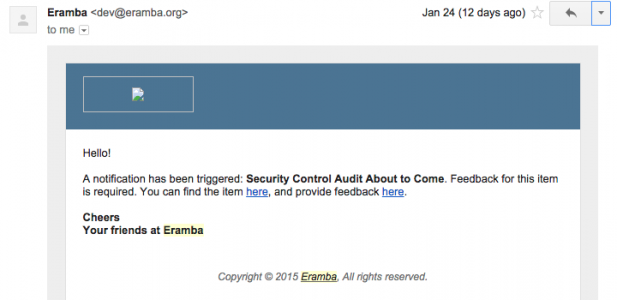 Eramba <dev@eramba.org> Jan 24 (12 days ago)
to me
Hello!
A notification has been triggered: Security Control Audit About to Come. Feedback for this item
is required. You can find the item here, and provide feedback here.
Cheers
Your friends at Eramba
Copyright © 2015 Eramba, All rights reserved.